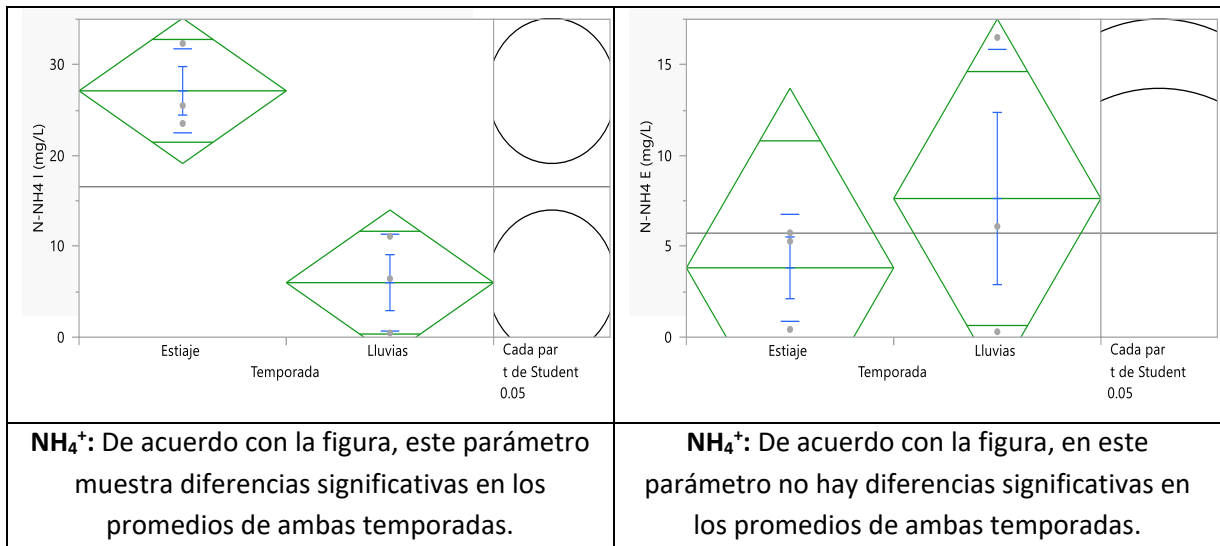 N-NH4 I (mg/L)
30
20
10
0
Estiaje
Lluvias
Temporada
Cada par
t de Student
0.05
N-NH4 E (mg/L)
15
10
5
0
Estiaje
Lluvias
Temporada
Cada par
t de Student
0.05
NH₄⁺: De acuerdo con la figura, este parámetro
muestra diferencias significativas en los
promedios de ambas temporadas.
NH₄⁺: De acuerdo con la figura, en este
parámetro no hay diferencias significativas en
los promedios de ambas temporadas.